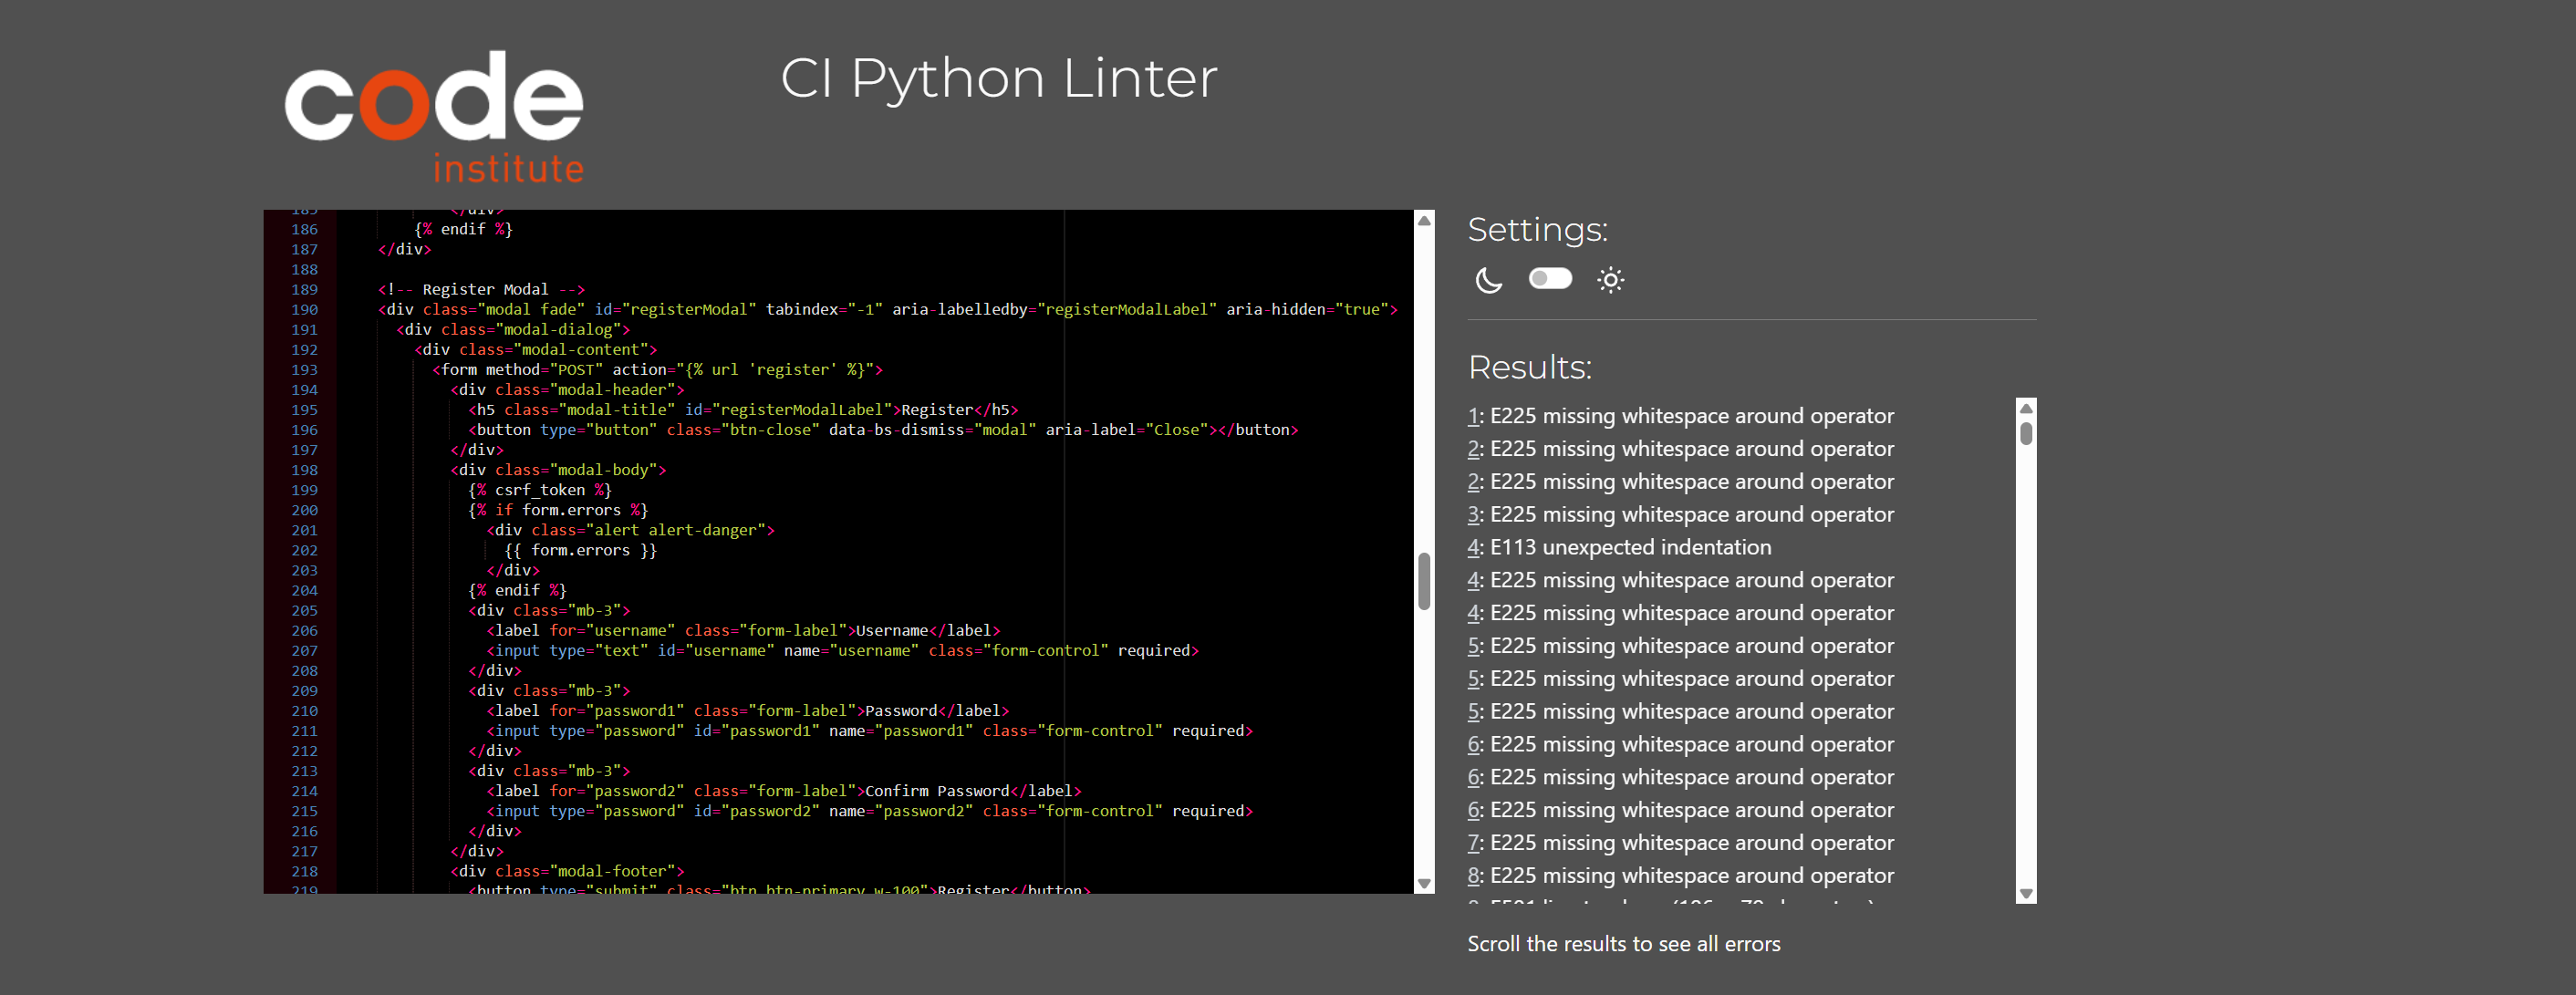 code
institute
CI Python Linter
185 </div>
186 {% endif %}
187 </div>
188
189 <!-- Register Modal -->
190 <div class="modal fade" id="registerModal" tabindex="-1" aria-labelledby="registerModalLabel" aria-hidden="true">
191 <div class="modal-dialog">
192 <div class="modal-content">
193 <form method="POST" action="{% url 'register' %}">
194 <div class="modal-header">
195 <h5 class="modal-title" id="registerModalLabel">Register</h5>
196 <button type="button" class="btn-close" data-bs-dismiss="modal" aria-label="Close"></button>
197 </div>
198 <div class="modal-body">
199 {% csrf_token %}
200 {% if form.errors %}
201 <div class="alert alert-danger">
202 {{ form.errors }}
203 </div>
204 {% endif %}
205 <div class="mb-3">
206 <label for="username" class="form-label">Username</label>
207 <input type="text" id="username" name="username" class="form-control" required>
208 </div>
209 <div class="mb-3">
210 <label for="password1" class="form-label">Password</label>
211 <input type="password" id="password1" name="password1" class="form-control" required>
212 </div>
213 <div class="mb-3">
214 <label for="password2" class="form-label">Confirm Password</label>
215 <input type="password" id="password2" name="password2" class="form-control" required>
216 </div>
217 </div>
218 <div class="modal-footer">
219 <button type="submit" class="btn btn-primary w-100">Register</button>
Settings:
Results:
1: E225 missing whitespace around operator
2: E225 missing whitespace around operator
2: E225 missing whitespace around operator
3: E225 missing whitespace around operator
4: E113 unexpected indentation
4: E225 missing whitespace around operator
4: E225 missing whitespace around operator
5: E225 missing whitespace around operator
5: E225 missing whitespace around operator
5: E225 missing whitespace around operator
6: E225 missing whitespace around operator
6: E225 missing whitespace around operator
6: E225 missing whitespace around operator
7: E225 missing whitespace around operator
8: E225 missing whitespace around operator
Scroll the results to see all errors